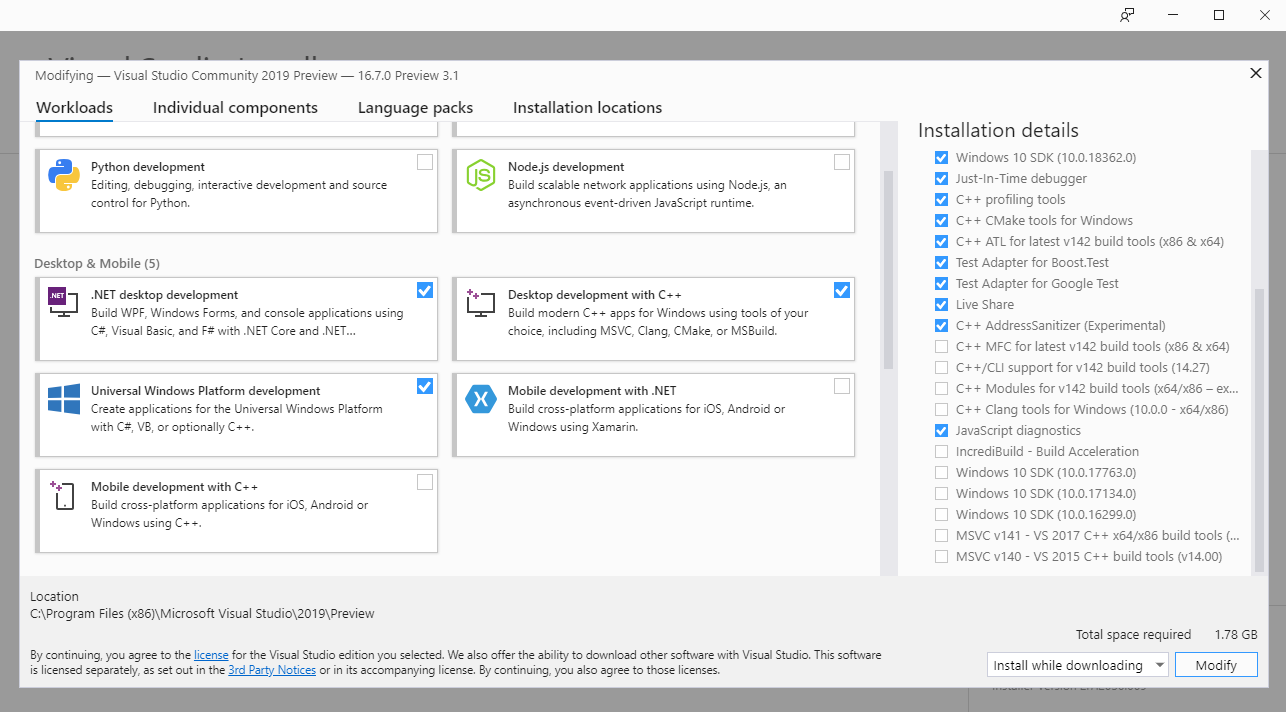 Modifying — Visual Studio Community 2019 Preview — 16.7.0 Preview 3.1
Workloads
Individual components
Language packs
Installation locations
Python development
Editing, debugging, interactive development and source
control for Python.
Node.js development
Build scalable network applications using Node.js, an
asynchronous event-driven JavaScript runtime.
Desktop & Mobile (5)
.NET
.NET desktop development
Build WPF, Windows Forms, and console applications using
C#, Visual Basic, and F# with .NET Core and .NET...
Desktop development with C++
Build modern C++ apps for Windows using tools of your
choice, including MSVC, Clang, CMake, or MSBuild.
Universal Windows Platform development
Create applications for the Universal Windows Platform
with C#, VB, or optionally C++.
Mobile development with .NET
Build cross-platform applications for iOS, Android or
Windows using Xamarin.
Mobile development with C++
Build cross-platform applications for iOS, Android or
Windows using C++.
Installation details
Windows 10 SDK (10.0.18362.0)
Just-In-Time debugger
C++ profiling tools
C++ CMake tools for Windows
C++ ATL for latest v142 build tools (x86 & x64)
Test Adapter for Boost.Test
Test Adapter for Google Test
Live Share
C++ AddressSanitizer (Experimental)
C++ MFC for latest v142 build tools (x86 & x64)
C++/CLI support for v142 build tools (14.27)
C++ Modules for v142 build tools (x64/x86 – ex...
C++ Clang tools for Windows (10.0.0 - x64/x86)
JavaScript diagnostics
IncrediBuild - Build Acceleration
Windows 10 SDK (10.0.17763.0)
Windows 10 SDK (10.0.17134.0)
Windows 10 SDK (10.0.16299.0)
MSVC v141 - VS 2017 C++ x64/x86 build tools (...
MSVC v140 - VS 2015 C++ build tools (v14.00)
Location
C:\Program Files (x86)\Microsoft Visual Studio\2019\Preview
Total space required 1.78 GB
By continuing, you agree to the license for the Visual Studio edition you selected. We also offer the ability to download other software with Visual Studio. This software
is licensed separately, as set out in the 3rd Party Notices or in its accompanying license. By continuing, you also agree to those licenses.
Install while downloading
Modify